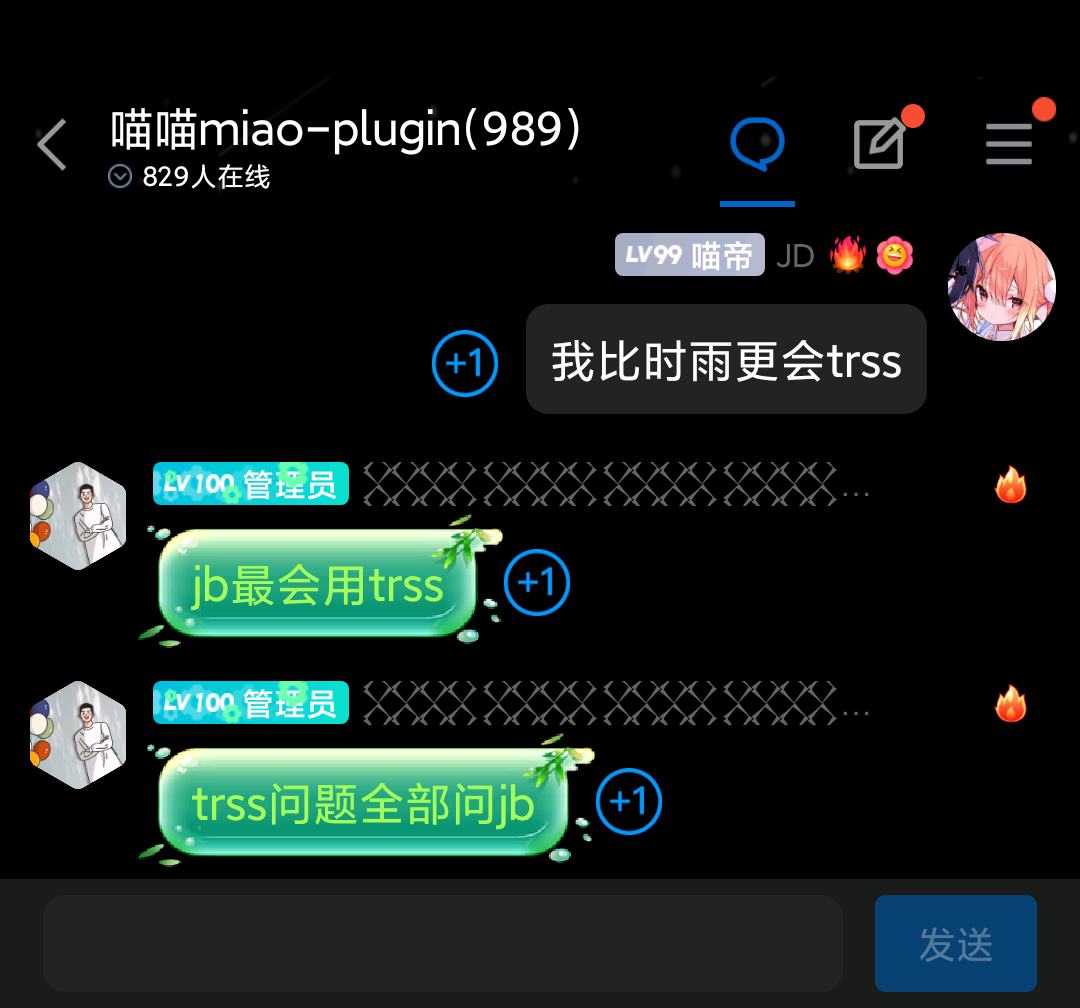 喵喵miao-plugin(989)
829人在线
LV99 喵帝 JD
+1 我比时雨更会trss
LV100 管理员 ...
jb最会用trss +1
LV100 管理员 ...
trss问题全部问jb +1
发送